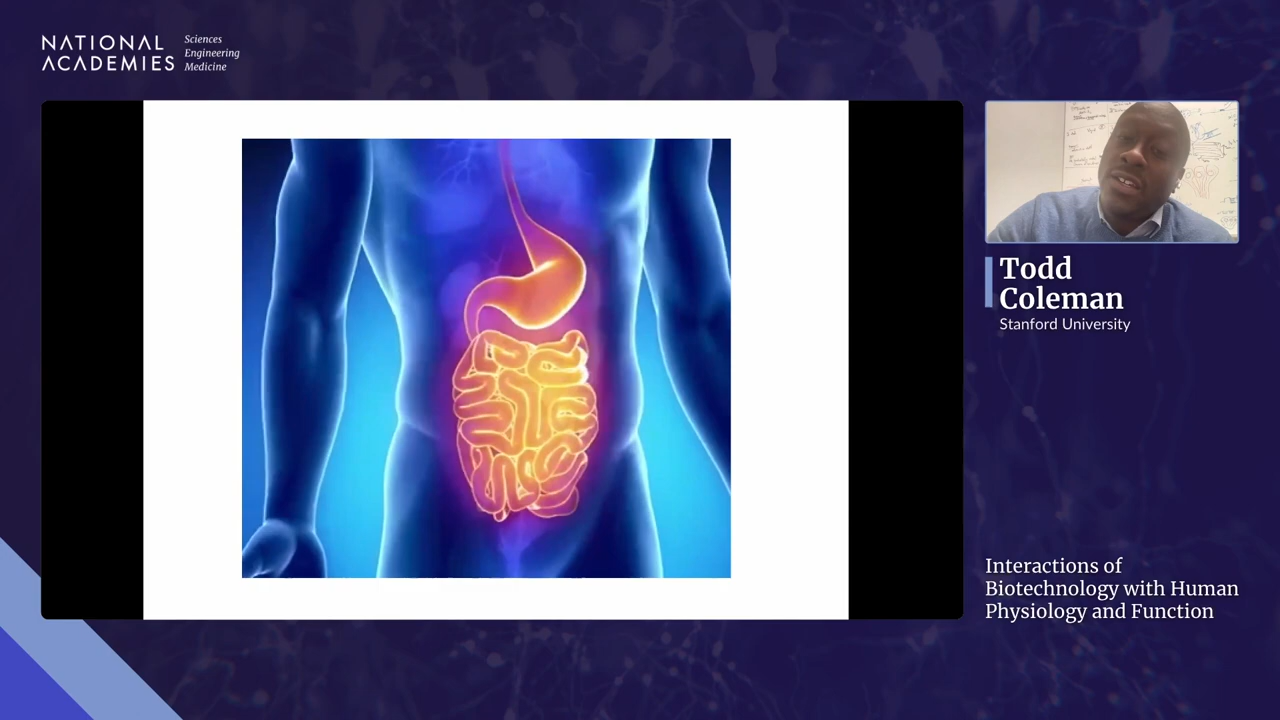 NATIONAL
ACADEMIES
Sciences
Engineering
Medicine
Todd
Coleman
Stanford University
Interactions of
Biotechnology with Human
Physiology and Function